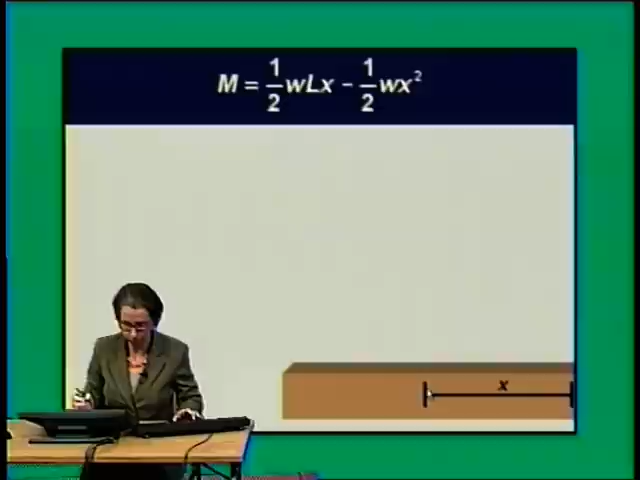 M = 1/2 wLx − 1/2 wx²
x